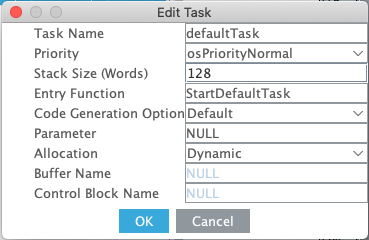 Edit Task
Task Name defaultTask
Priority osPriorityNormal
Stack Size (Words) 128
Entry Function StartDefaultTask
Code Generation Option Default
Parameter NULL
Allocation Dynamic
Buffer Name NULL
Control Block Name NULL
OK Cancel